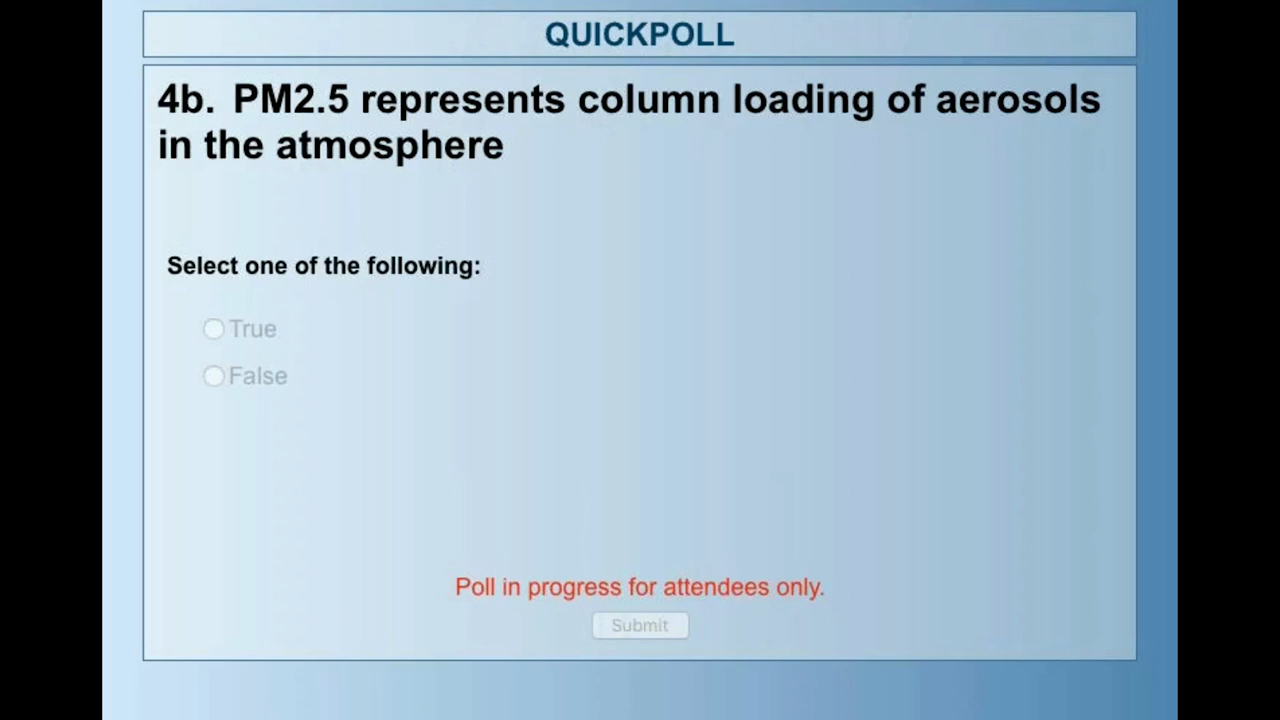 QUICKPOLL
4b. PM2.5 represents column loading of aerosols
in the atmosphere
Select one of the following:
True
False
Poll in progress for attendees only.
Submit